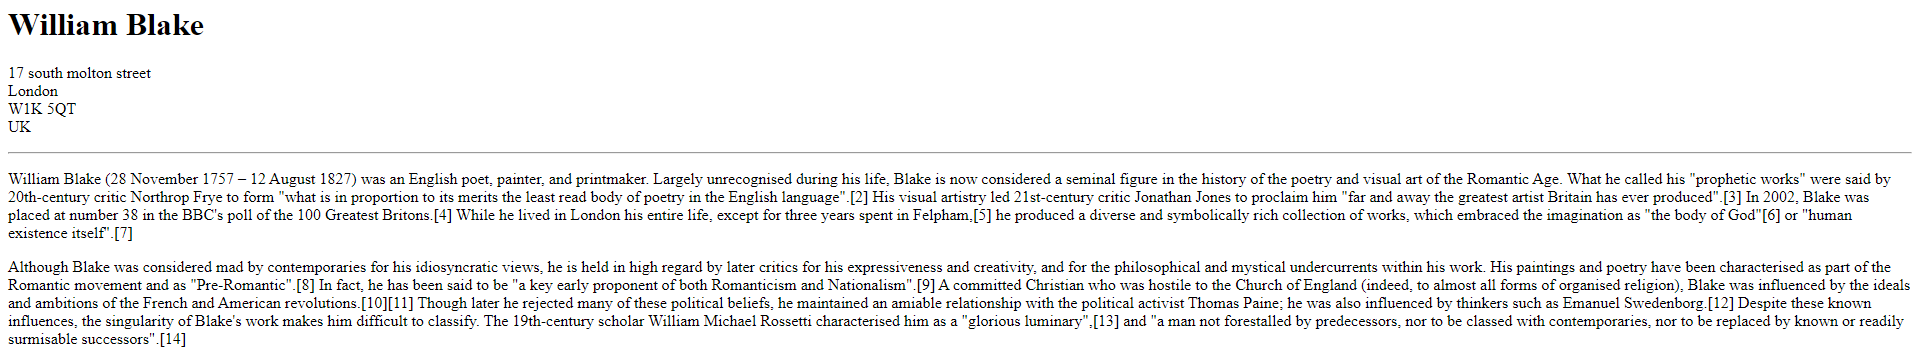 William Blake
17 south molton street
London
W1K 5QT
UK
William Blake (28 November 1757 – 12 August 1827) was an English poet, painter, and printmaker. Largely unrecognised during his life, Blake is now considered a seminal figure in the history of the poetry and visual art of the Romantic Age. What he called his "prophetic works" were said by
20th-century critic Northrop Frye to form "what is in proportion to its merits the least read body of poetry in the English language".[2] His visual artistry led 21st-century critic Jonathan Jones to proclaim him "far and away the greatest artist Britain has ever produced".[3] In 2002, Blake was
placed at number 38 in the BBC's poll of the 100 Greatest Britons.[4] While he lived in London his entire life, except for three years spent in Felpham,[5] he produced a diverse and symbolically rich collection of works, which embraced the imagination as "the body of God"[6] or "human
existence itself".[7]
Although Blake was considered mad by contemporaries for his idiosyncratic views, he is held in high regard by later critics for his expressiveness and creativity, and for the philosophical and mystical undercurrents within his work. His paintings and poetry have been characterised as part of the
Romantic movement and as "Pre-Romantic".[8] In fact, he has been said to be "a key early proponent of both Romanticism and Nationalism".[9] A committed Christian who was hostile to the Church of England (indeed, to almost all forms of organised religion), Blake was influenced by the ideals
and ambitions of the French and American revolutions.[10][11] Though later he rejected many of these political beliefs, he maintained an amiable relationship with the political activist Thomas Paine; he was also influenced by thinkers such as Emanuel Swedenborg.[12] Despite these known
influences, the singularity of Blake's work makes him difficult to classify. The 19th-century scholar William Michael Rossetti characterised him as a "glorious luminary",[13] and "a man not forestalled by predecessors, nor to be classed with contemporaries, nor to be replaced by known or readily
surmisable successors".[14]